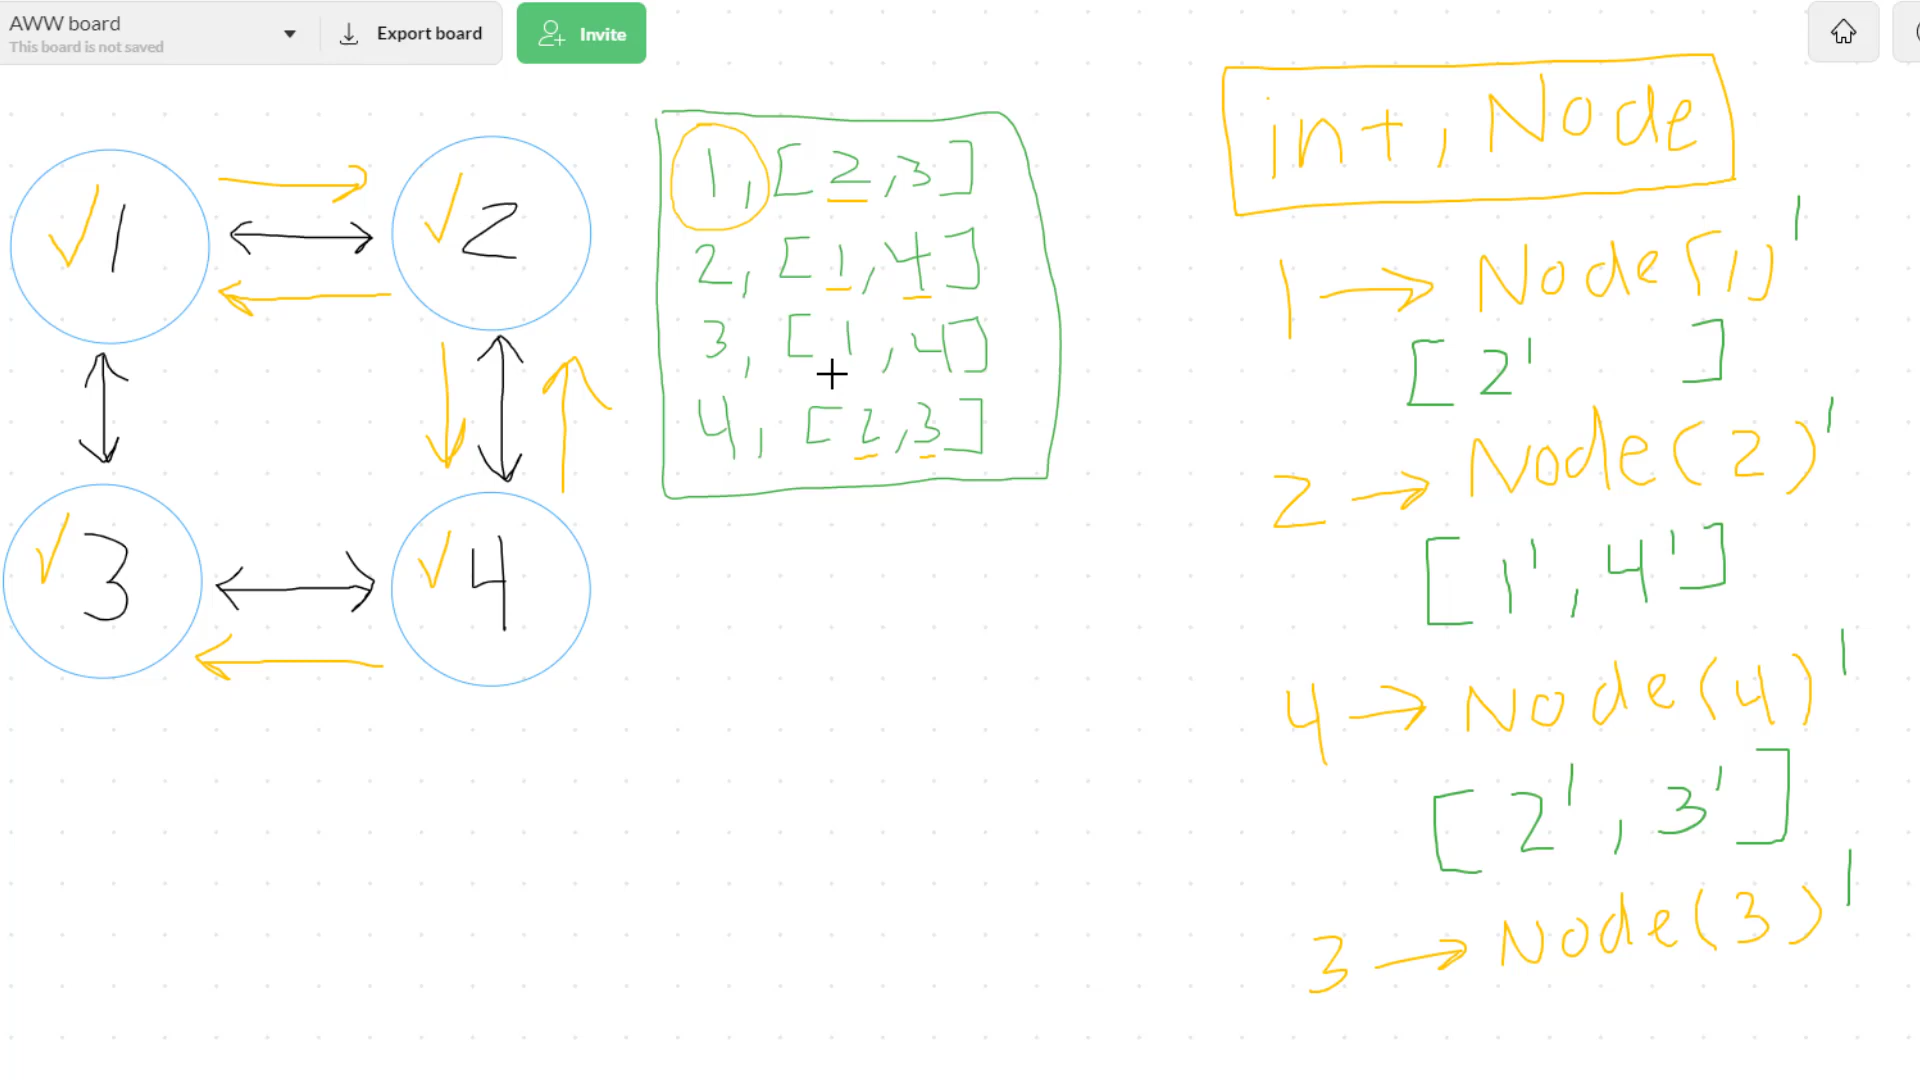 AWW board
This board is not saved
Export board
Invite
1
2
3
4
1, [2,3]
2, [1,4]
3, [1,4]
4, [2,3]
int, Node
1 → Node(1)'
[2' ]
2 → Node(2)'
[1', 4']
4 → Node(4)'
[2', 3']
3 → Node(3)'